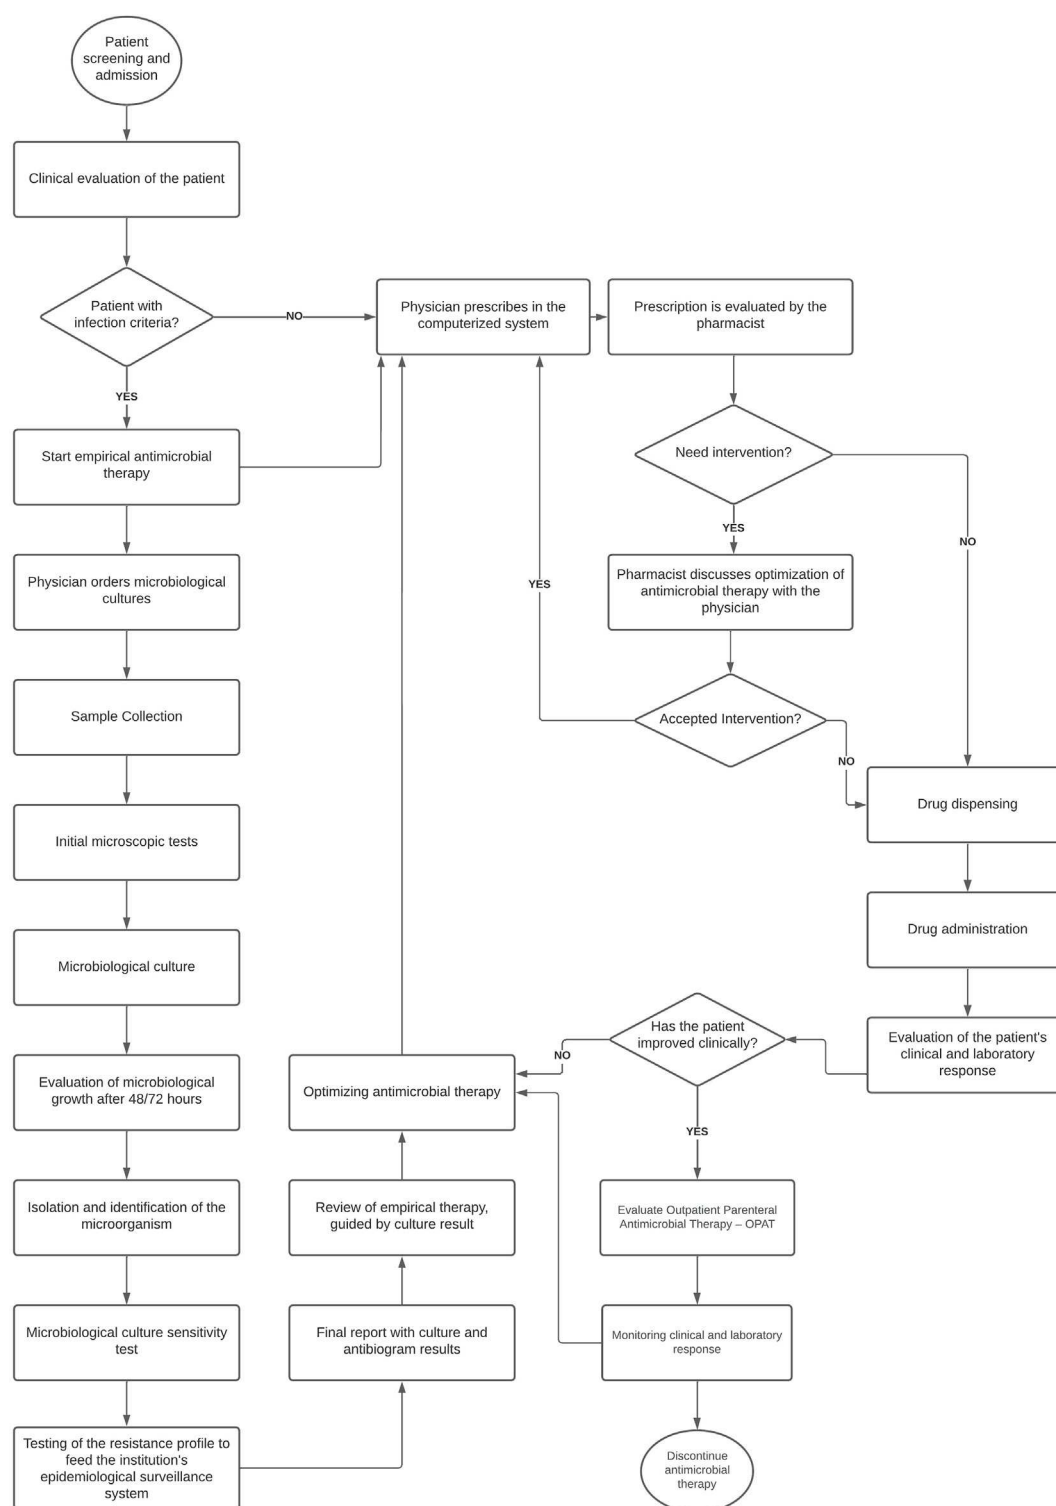 Patient
screening and
admission
Clinical evaluation of the patient
Patient with
infection criteria?
NO
Physician prescribes in the
computerized system
Prescription is evaluated by the
pharmacist
YES
Start empirical antimicrobial
therapy
Need intervention?
YES
NO
Physician orders microbiological
cultures
YES
Pharmacist discusses optimization of
antimicrobial therapy with the
physician
Sample Collection
Accepted Intervention?
NO
Drug dispensing
Initial microscopic tests
Drug administration
Microbiological culture
Has the patient
improved clinically?
NO
Evaluation of the patient's
clinical and laboratory
response
Evaluation of microbiological
growth after 48/72 hours
Optimizing antimicrobial therapy
YES
Isolation and identification of the
microorganism
Review of empirical therapy,
guided by culture result
Evaluate Outpatient Parenteral
Antimicrobial Therapy – OPAT
Microbiological culture sensitivity
test
Final report with culture and
antibiogram results
Monitoring clinical and laboratory
response
Testing of the resistance profile to
feed the institution's
epidemiological surveillance
system
Discontinue
antimicrobial
therapy